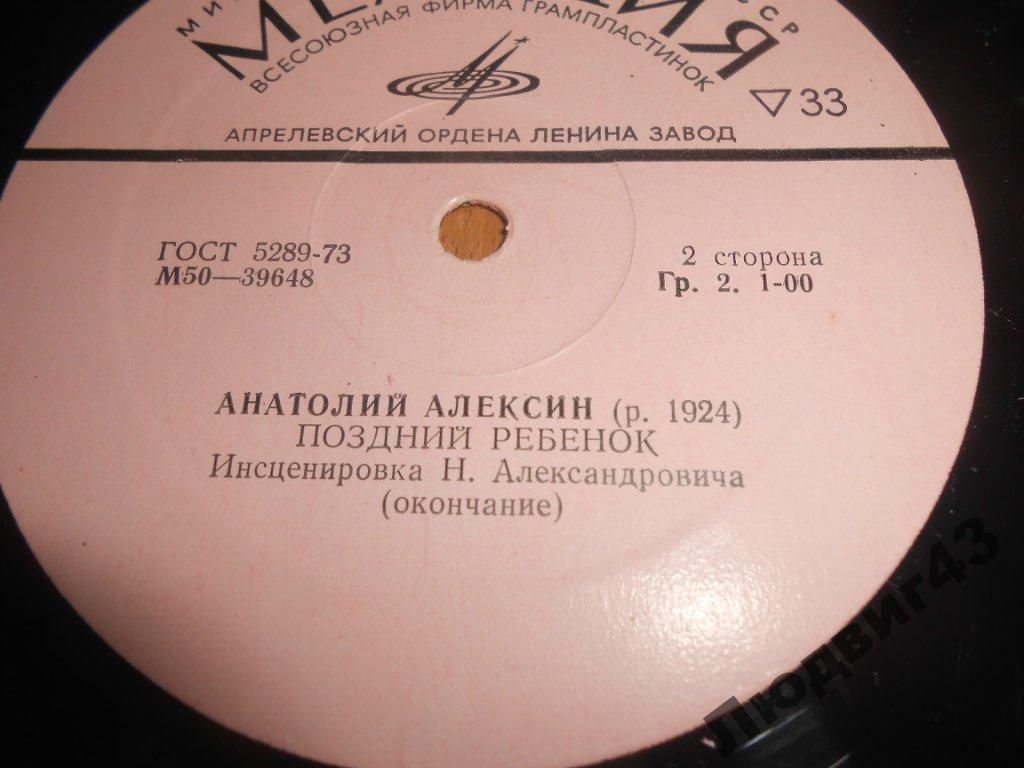 ВСЕСОЮЗНАЯ ФИРМА ГРАМПЛАСТИНОК
▽33
АПРЕЛЕВСКИЙ ОРДЕНА ЛЕНИНА ЗАВОД
ГОСТ 5289-73
М50—39648
2 сторона
Гр. 2. 1-00
АНАТОЛИЙ АЛЕКСИН (р. 1924)
ПОЗДНИЙ РЕБЕНОК
Инсценировка Н. Александровича
(окончание)
Людвиг43